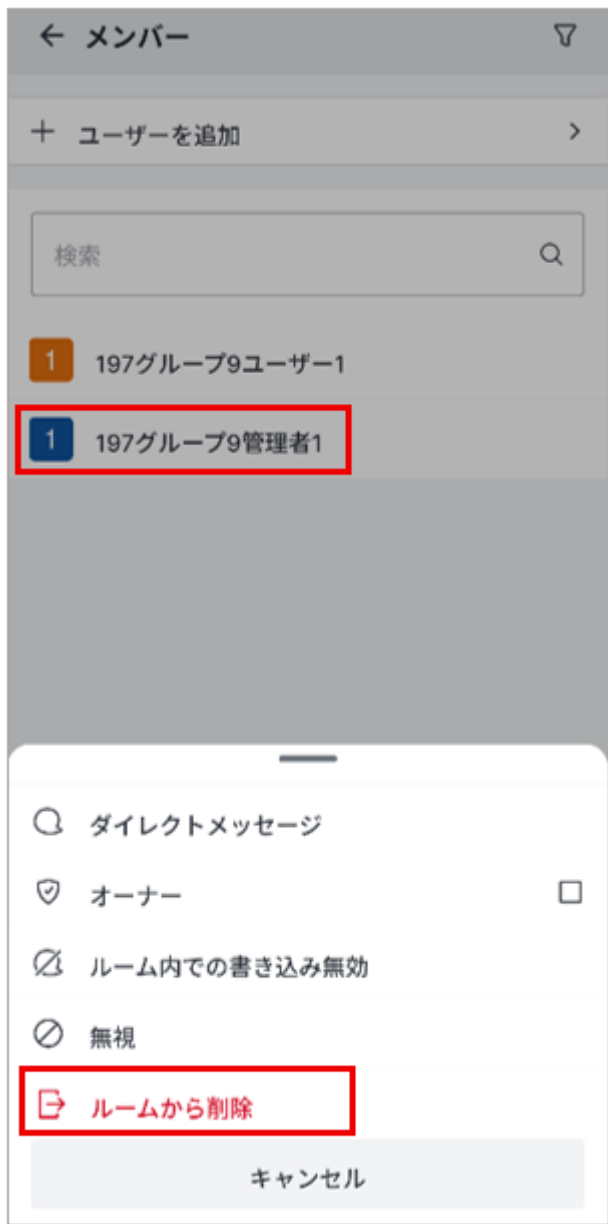 メンバー
ユーザーを追加
検索
1 197グループ9ユーザー1
1 197グループ9管理者1
ダイレクトメッセージ
オーナー
ルーム内での書き込み無効
無視
ルームから削除
キャンセル